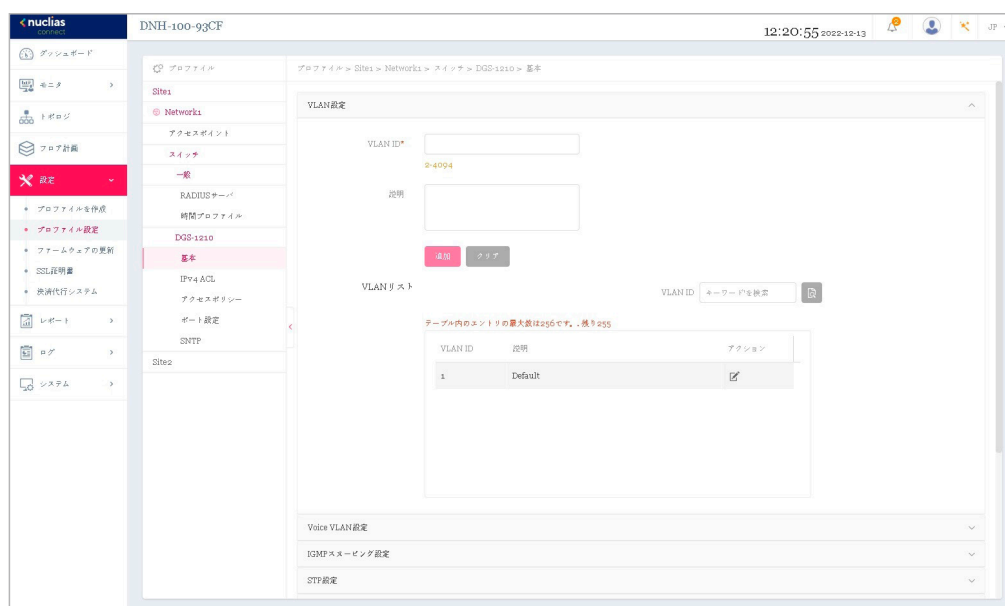 nuclias
connect
DNH-100-93CF
12:20:55 2022-12-13
2
JP
ダッシュボード
モニタ
トポロジ
フロア計画
設定
プロファイルを作成
プロファイル設定
ファームウェアの更新
SSL証明書
決済代行システム
レポート
ログ
システム
プロファイル
Site1
Network1
アクセスポイント
スイッチ
一般
RADIUSサーバ
時間プロファイル
DGS-1210
基本
IPv4 ACL
アクセスポリシー
ポート設定
SNTP
Site2
プロファイル > Site1 > Network1 > スイッチ > DGS-1210 > 基本
VLAN設定
VLAN ID*
2-4094
説明
追加 クリア
VLANリスト
VLAN ID キーワードを検索
テーブル内のエントリの最大数は256です。. 残り255
VLAN ID 説明 アクション
1 Default
Voice VLAN設定
IGMPスヌーピング設定
STP設定